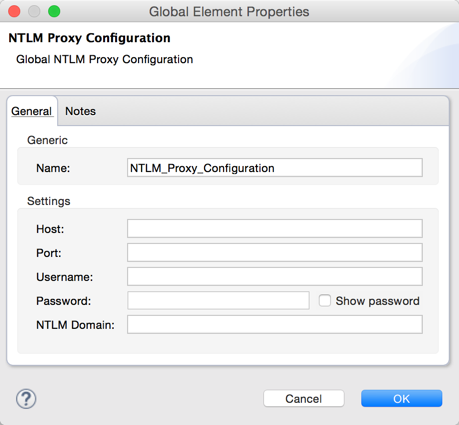 Global Element Properties
NTLM Proxy Configuration
Global NTLM Proxy Configuration
General Notes
Generic
Name: NTLM_Proxy_Configuration
Settings
Host:
Port:
Username:
Password: Show password
NTLM Domain:
? Cancel OK